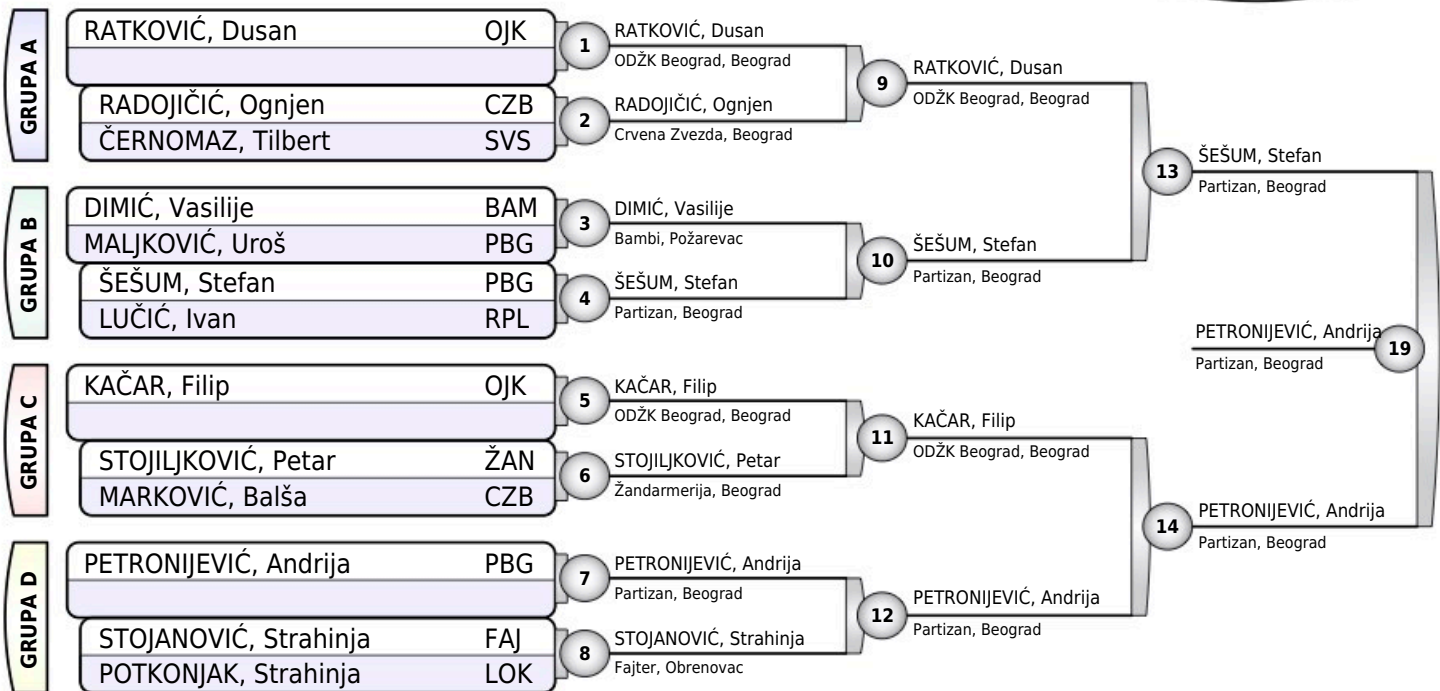 GRUPA A
RATKOVIĆ, Dusan OJK
RADOJIČIĆ, Ognjen CZB
ČERNOMAZ, Tilbert SVS
GRUPA B
DIMIĆ, Vasilije BAM
MALJKOVIĆ, Uroš PBG
ŠEŠUM, Stefan PBG
LUČIĆ, Ivan RPL
GRUPA C
KAČAR, Filip OJK
STOJILJKOVIĆ, Petar ŽAN
MARKOVIĆ, Balša CZB
GRUPA D
PETRONIJEVIĆ, Andrija PBG
STOJANOVIĆ, Strahinja FAJ
POTKONJAK, Strahinja LOK
1
RATKOVIĆ, Dusan
ODŽK Beograd, Beograd
2
RADOJIČIĆ, Ognjen
Crvena Zvezda, Beograd
3
DIMIĆ, Vasilije
Bambi, Požarevac
4
ŠEŠUM, Stefan
Partizan, Beograd
5
KAČAR, Filip
ODŽK Beograd, Beograd
6
STOJILJKOVIĆ, Petar
Žandarmerija, Beograd
7
PETRONIJEVIĆ, Andrija
Partizan, Beograd
8
STOJANOVIĆ, Strahinja
Fajter, Obrenovac
9
RATKOVIĆ, Dusan
ODŽK Beograd, Beograd
10
ŠEŠUM, Stefan
Partizan, Beograd
11
KAČAR, Filip
ODŽK Beograd, Beograd
12
PETRONIJEVIĆ, Andrija
Partizan, Beograd
13
ŠEŠUM, Stefan
Partizan, Beograd
14
PETRONIJEVIĆ, Andrija
Partizan, Beograd
PETRONIJEVIĆ, Andrija
Partizan, Beograd
19